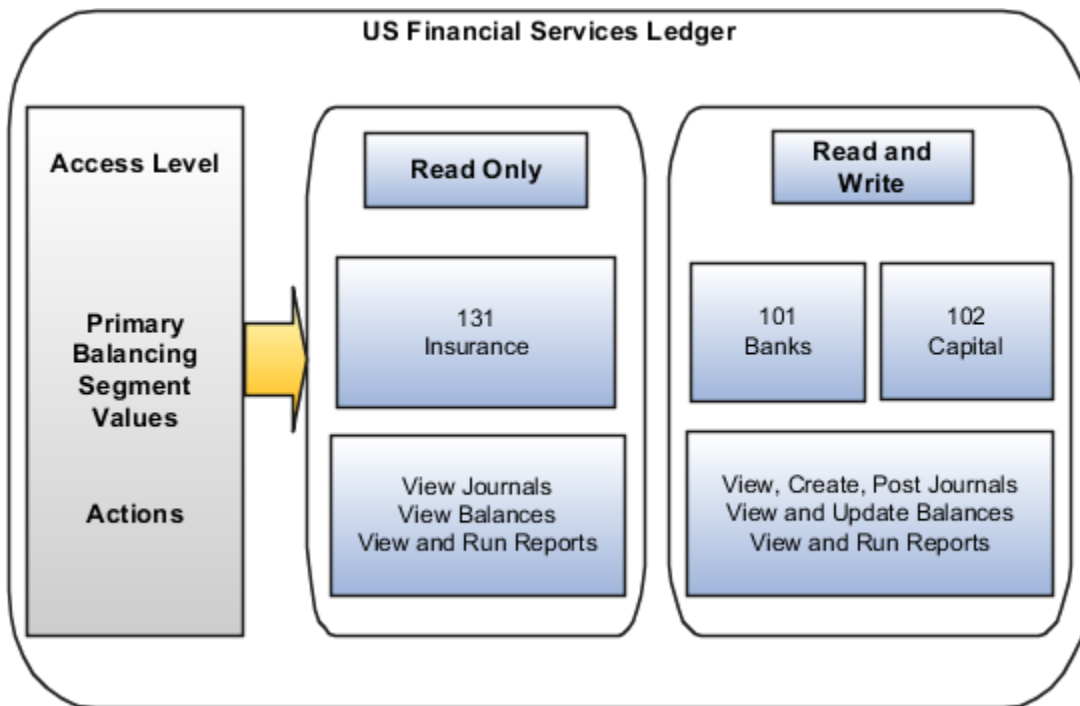 US Financial Services Ledger
Access Level
Primary
Balancing
Segment
Values
Actions
Read Only
131
Insurance
View Journals
View Balances
View and Run Reports
Read and
Write
101
Banks
102
Capital
View, Create, Post Journals
View and Update Balances
View and Run Reports